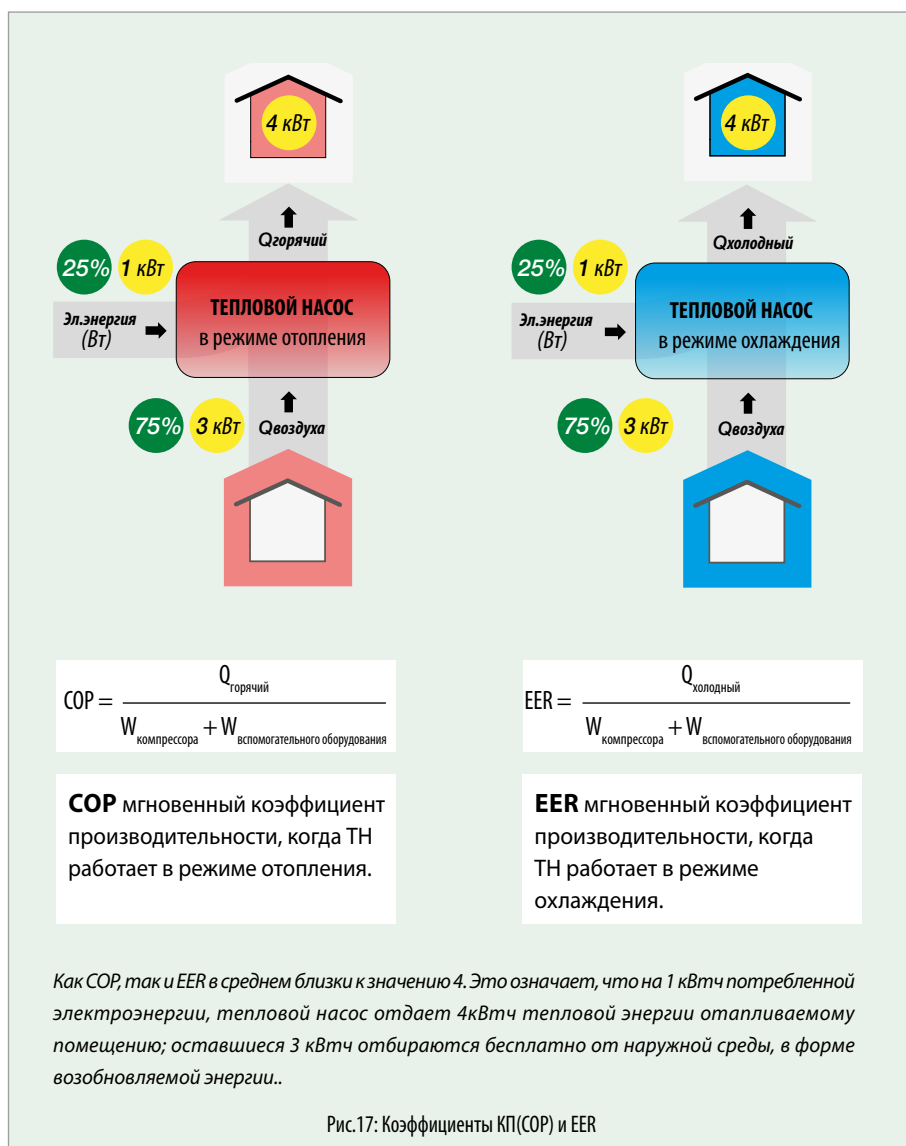 4 кВт
Qгорячий
25% 1 кВт
Эл.энергия
(Вт)
ТЕПЛОВОЙ НАСОС
в режиме отопления
75% 3 кВт
Qвоздуха
4 кВт
Qхолодный
25% 1 кВт
Эл.энергия
(Вт)
ТЕПЛОВОЙ НАСОС
в режиме охлаждения
75% 3 кВт
Qвоздуха
COP =
Qгорячий
Wкомпрессора + Wвспомогательного оборудования
EER =
Qхолодный
Wкомпрессора + Wвспомогательного оборудования
COP мгновенный коэффициент
производительности, когда ТН
работает в режиме отопления.
EER мгновенный коэффициент
производительности, когда
ТН работает в режиме
охлаждения.
Как COP, так и EER в среднем близки к значению 4. Это означает, что на 1 кВтч потребленной
электроэнергии, тепловой насос отдает 4кВтч тепловой энергии отапливаемому
помещению; оставшиеся 3 кВтч отбираются бесплатно от наружной среды, в форме
возобновляемой энергии..
Рис.17: Коэффициенты КП(COP) и EER